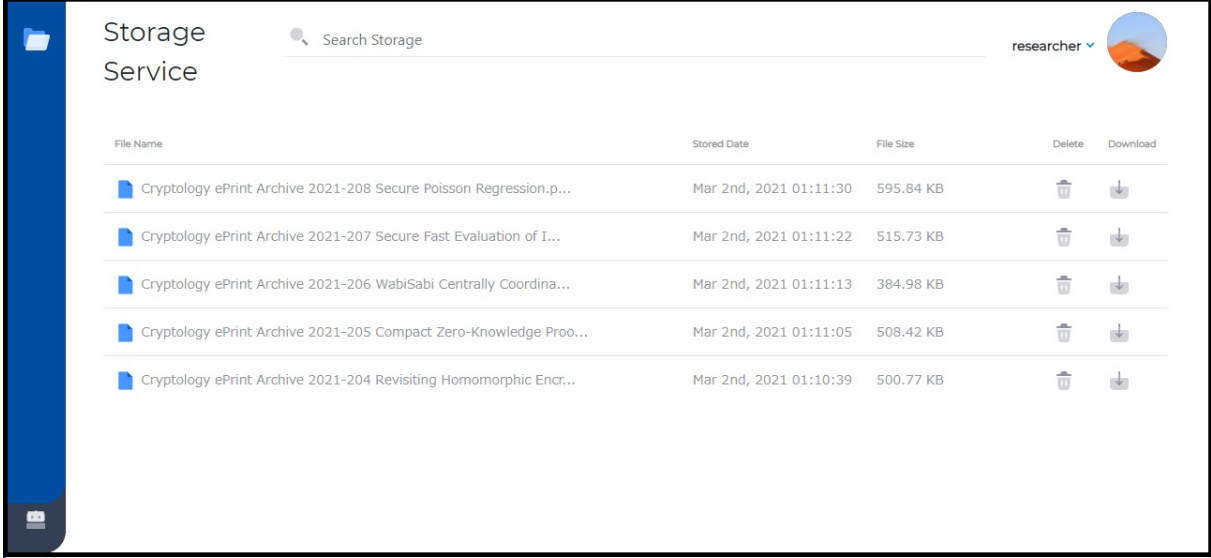 Storage
Service
Search Storage
researcher
File Name Stored Date File Size Delete Download
Cryptology ePrint Archive 2021-208 Secure Poisson Regression.p... Mar 2nd, 2021 01:11:30 595.84 KB
Cryptology ePrint Archive 2021-207 Secure Fast Evaluation of I... Mar 2nd, 2021 01:11:22 515.73 KB
Cryptology ePrint Archive 2021-206 WabiSabi Centrally Coordina... Mar 2nd, 2021 01:11:13 384.98 KB
Cryptology ePrint Archive 2021-205 Compact Zero-Knowledge Proo... Mar 2nd, 2021 01:11:05 508.42 KB
Cryptology ePrint Archive 2021-204 Revisiting Homomorphic Encr... Mar 2nd, 2021 01:10:39 500.77 KB